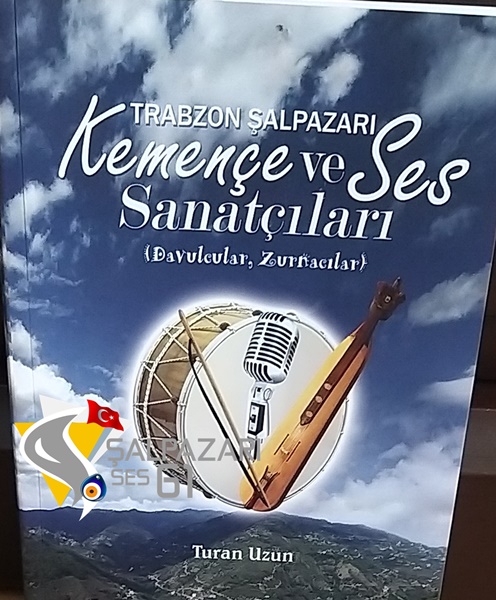 TRABZON ŞALPAZARI
Kemençe ve Ses
Sanatçıları
(Davulcular, Zurnacılar)
ŞALPAZARI
SES 61
Turan Uzun